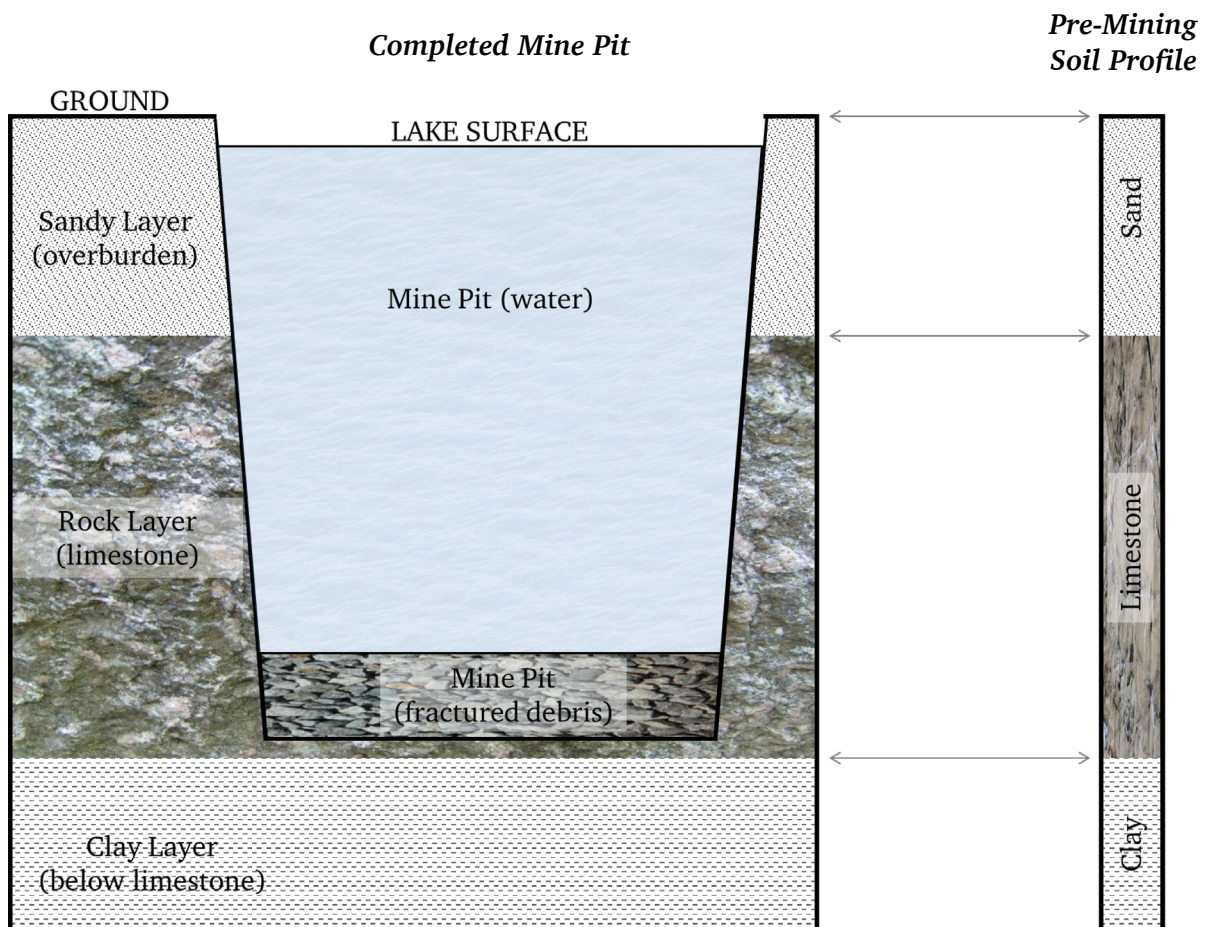 Completed Mine Pit
Pre-Mining
Soil Profile
GROUND
LAKE SURFACE
Sandy Layer
(overburden)
Mine Pit (water)
Rock Layer
(limestone)
Mine Pit
(fractured debris)
Clay Layer
(below limestone)
Sand
Limestone
Clay